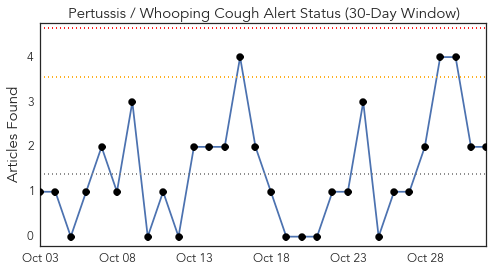 Pertussis / Whooping Cough Alert Status (30-Day Window)
Articles Found
4
3
2
1
0
Oct 03 Oct 08 Oct 13 Oct 18 Oct 23 Oct 28